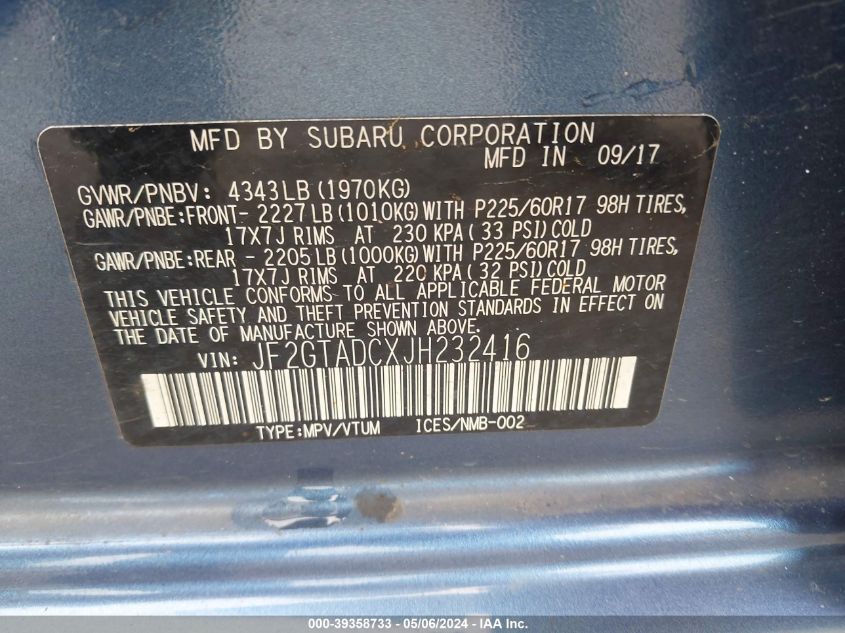 MFD BY SUBARU CORPORATION
MFD IN 09/17
GVWR/PNBV: 4343LB (1970KG)
GAWR/PNBE:FRONT- 2227LB (1010KG) WITH P225/60R17 98H TIRES,
17X7J RIMS AT 230 KPA (33 PSI) COLD
GAWR/PNBE:REAR - 2205LB (1000KG) WITH P225/60R17 98H TIRES,
17X7J RIMS AT 220 KPA (32 PSI) COLD
THIS VEHICLE CONFORMS TO ALL APPLICABLE FEDERAL MOTOR
VEHICLE SAFETY AND THEFT PREVENTION STANDARDS IN EFFECT ON
THE DATE OF MANUFACTURE SHOWN ABOVE.
VIN: JF2GTADCXJH232416
TYPE:MPV/VTUM ICES/NMB-002
000-39358733 - 05/06/2024 - IAA, Inc.